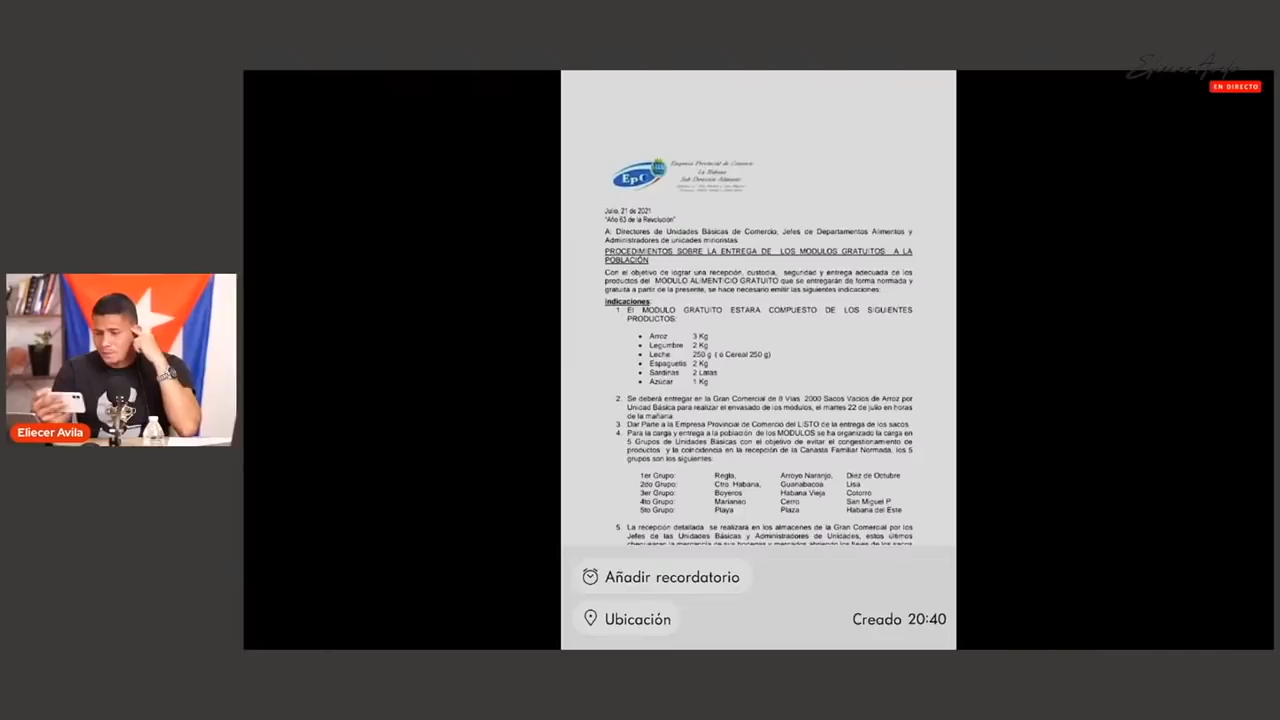 Eliecer Avila
EN DIRECTO
EpC
Empresa Provincial de Comercio
La Habana
Sub Dirección Alimento
Julio, 21 de 2021
"Año 63 de la Revolución"
A: Directores de Unidades Básicas de Comercio, Jefes de Departamentos Alimentos y
Administradores de unidades minoristas
PROCEDIMIENTOS SOBRE LA ENTREGA DE LOS MODULOS GRATUITOS A LA
POBLACIÓN
Con el objetivo de lograr una recepción, custodia, seguridad y entrega adecuada de los
productos del MODULO ALIMENTICIO GRATUITO que se entregarán de forma normada y
gratuita a partir de la presente, se hace necesario emitir las siguientes indicaciones:
Indicaciones:
1 El MODULO GRATUITO ESTARA COMPUESTO DE LOS SIGUIENTES
PRODUCTOS:
• Arroz 3 Kg
• Legumbre 2 Kg
• Leche 250 g ( o Cereal 250 g)
• Espaguetis 2 Kg
• Sardinas 2 Latas
• Azúcar 1 Kg
2. Se deberá entregar en la Gran Comercial de 8 Vias 2000 Sacos Vacios de Arroz por
Unidad Básica para realizar el envasado de los módulos, el martes 22 de julio en horas
de la mañana
3 Dar Parte a la Empresa Provincial de Comercio del LISTO de la entrega de los sacos
4. Para la carga y entrega a la población de los MODULOS se ha organizado la carga en
5 Grupos de Unidades Básicas con el objetivo de evitar el congestionamiento de
productos y la coincidencia en la recepción de la Canasta Familiar Normada, los 5
grupos son los siguientes:
1er Grupo: Regla, Arroyo Naranjo, Diez de Octubre
2do Grupo: Ctro. Habana, Guanabacoa Lisa
3er Grupo: Boyeros Habana Vieja Cotorro
4to Grupo: Marianao Cerro San Miguel P
5to Grupo: Playa Plaza Habana del Este
5. La recepción detallada se realizará en los almacenes de la Gran Comercial por los
Jefes de las Unidades Básicas y Administradores de Unidades, estos últimos
Añadir recordatorio
Ubicación
Creado 20:40
Eliecer Avila